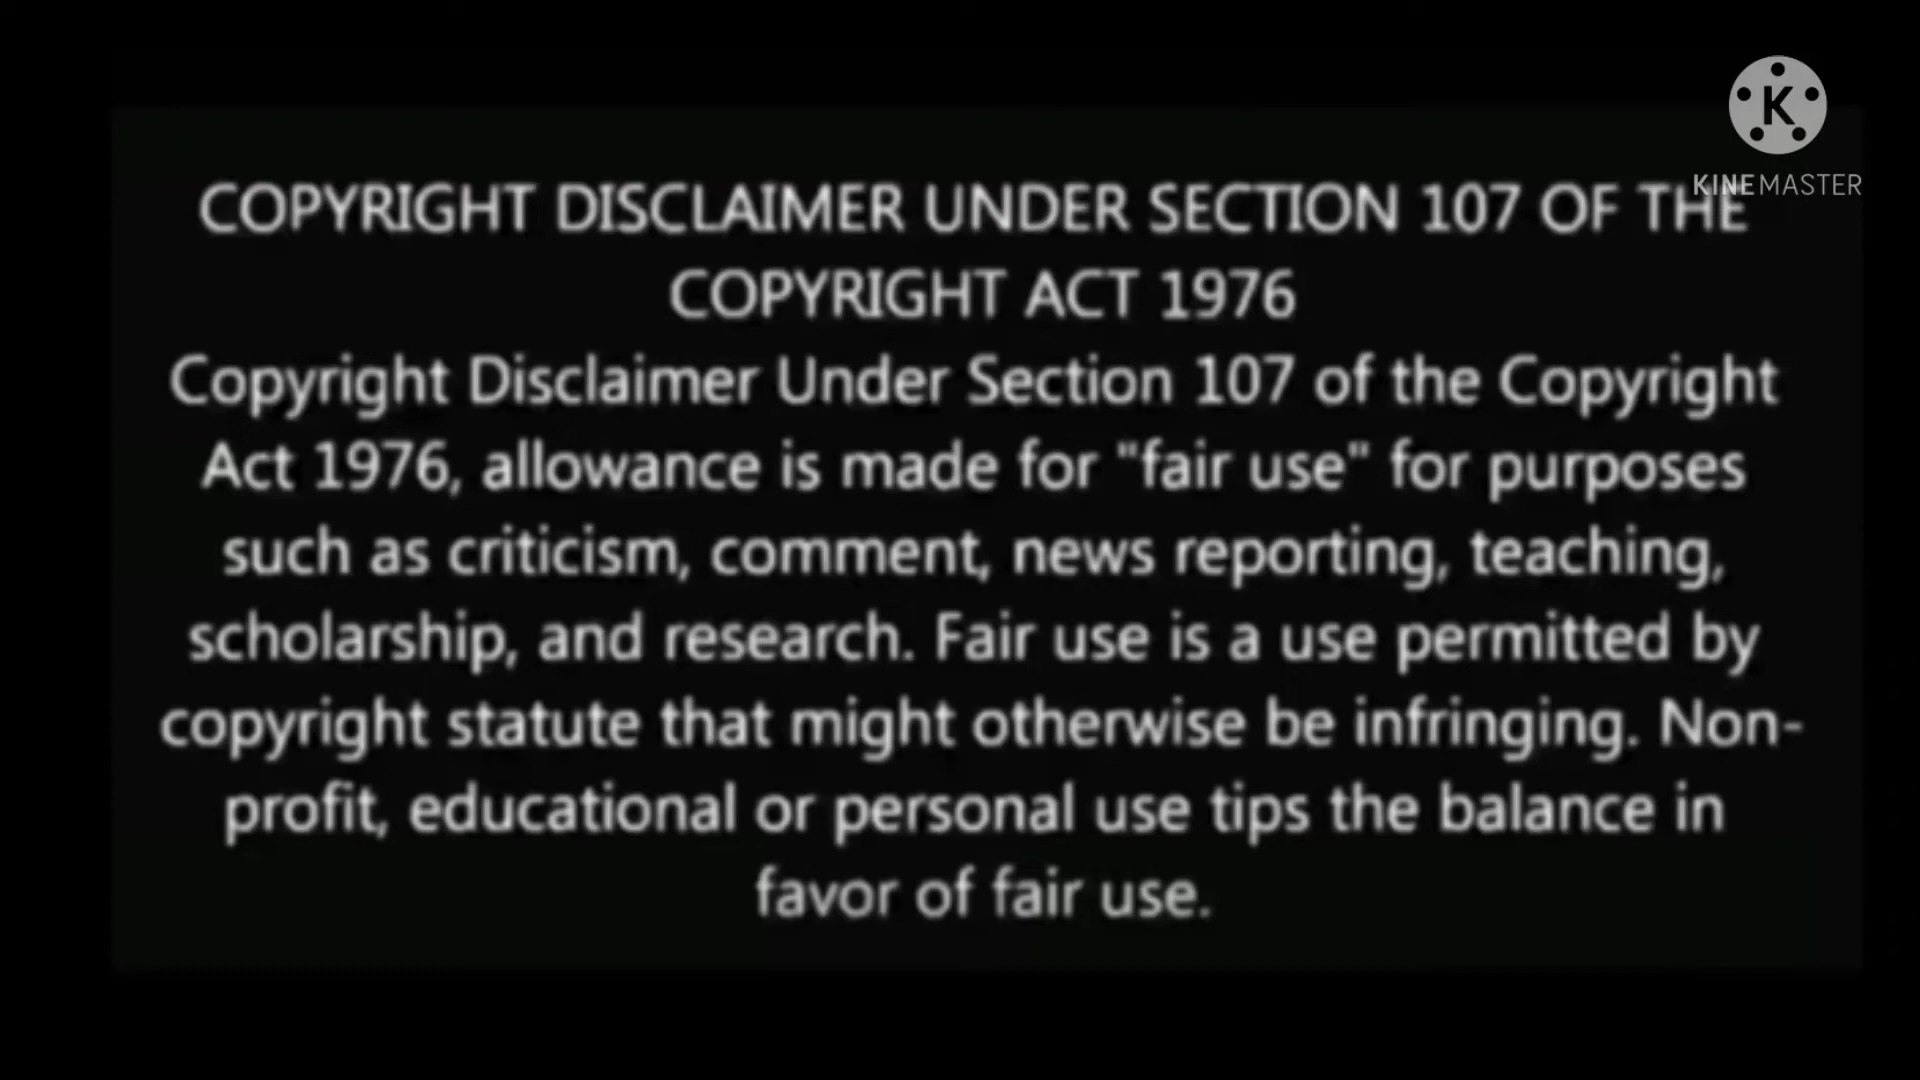 K
KINEMASTER
COPYRIGHT DISCLAIMER UNDER SECTION 107 OF THE
COPYRIGHT ACT 1976
Copyright Disclaimer Under Section 107 of the Copyright
Act 1976, allowance is made for "fair use" for purposes
such as criticism, comment, news reporting, teaching,
scholarship, and research. Fair use is a use permitted by
copyright statute that might otherwise be infringing. Non-
profit, educational or personal use tips the balance in
favor of fair use.